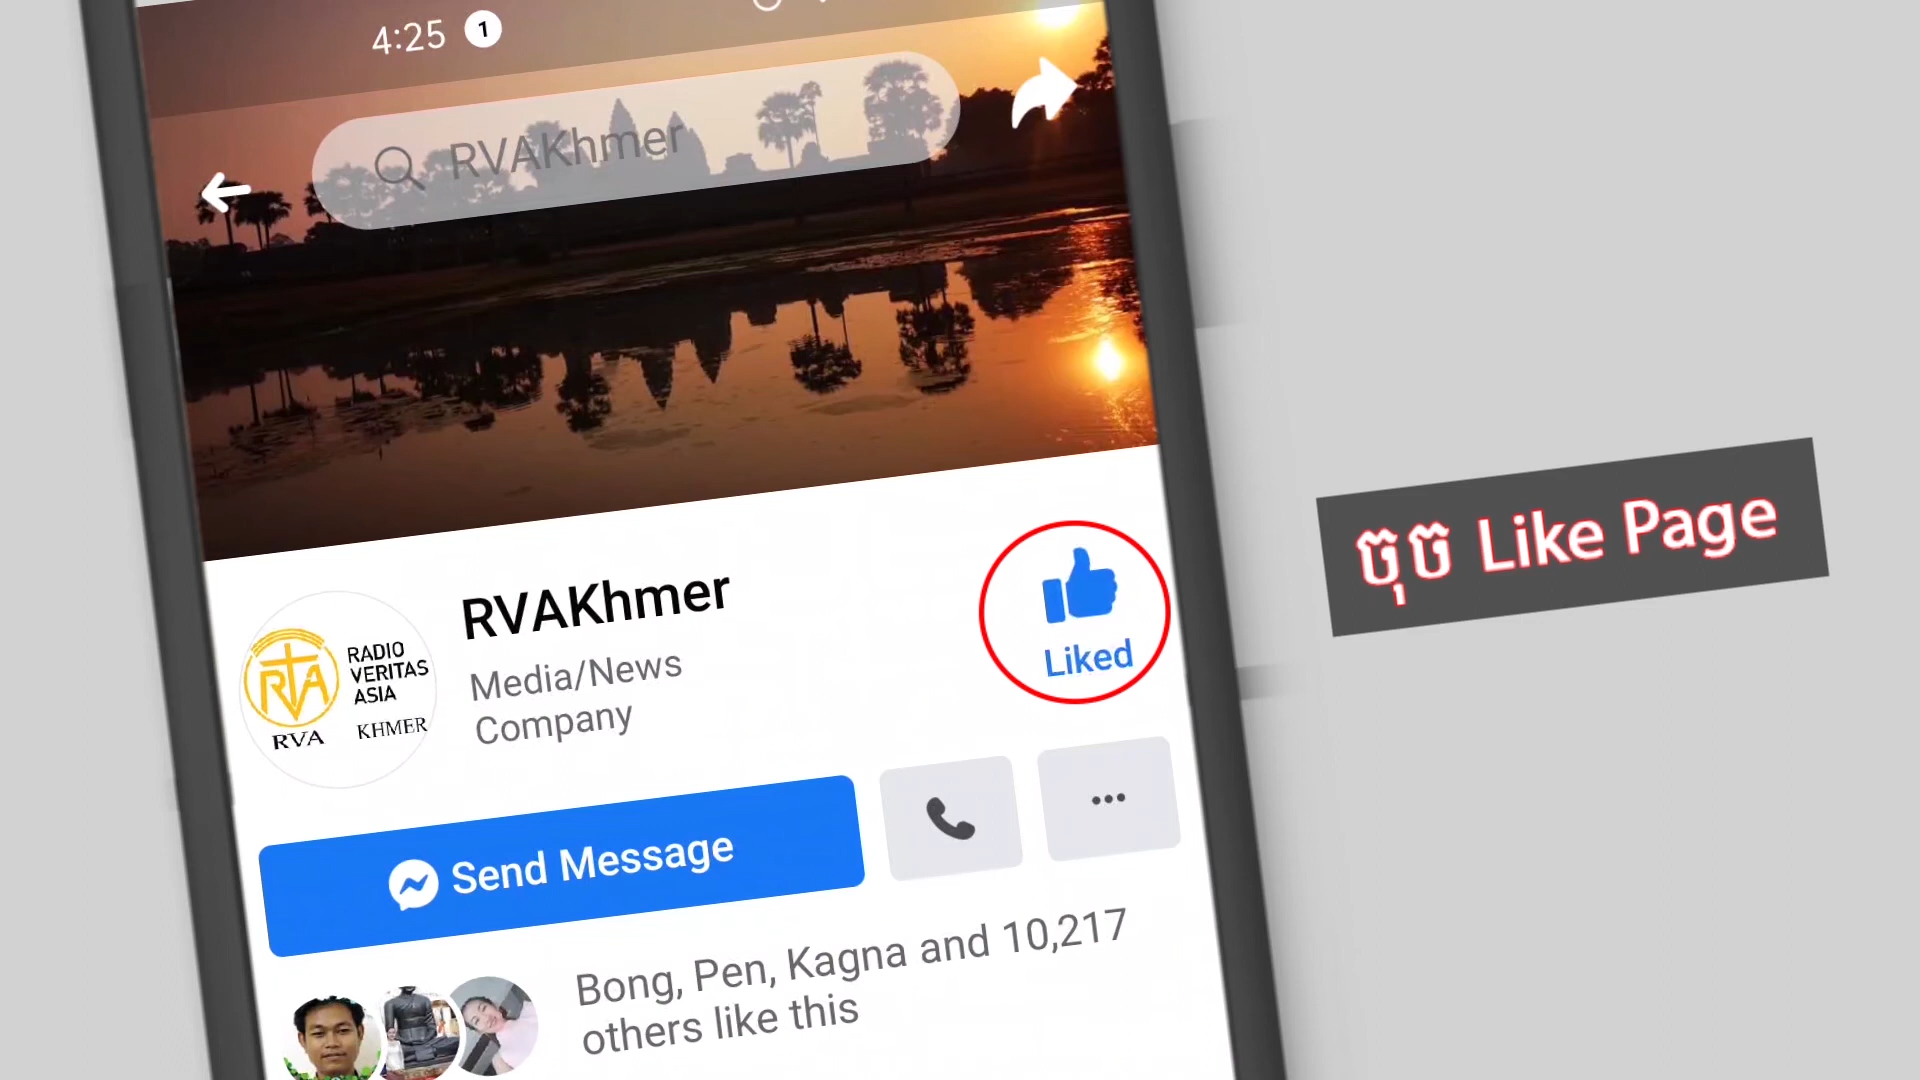 4:25 1
RVAKhmer
RVAKhmer
Media/News
Company
Liked
RTA
RADIO
VERITAS
ASIA
RVA KHMER
Send Message
Bong, Pen, Kagna and 10,217
others like this
ចុច Like Page